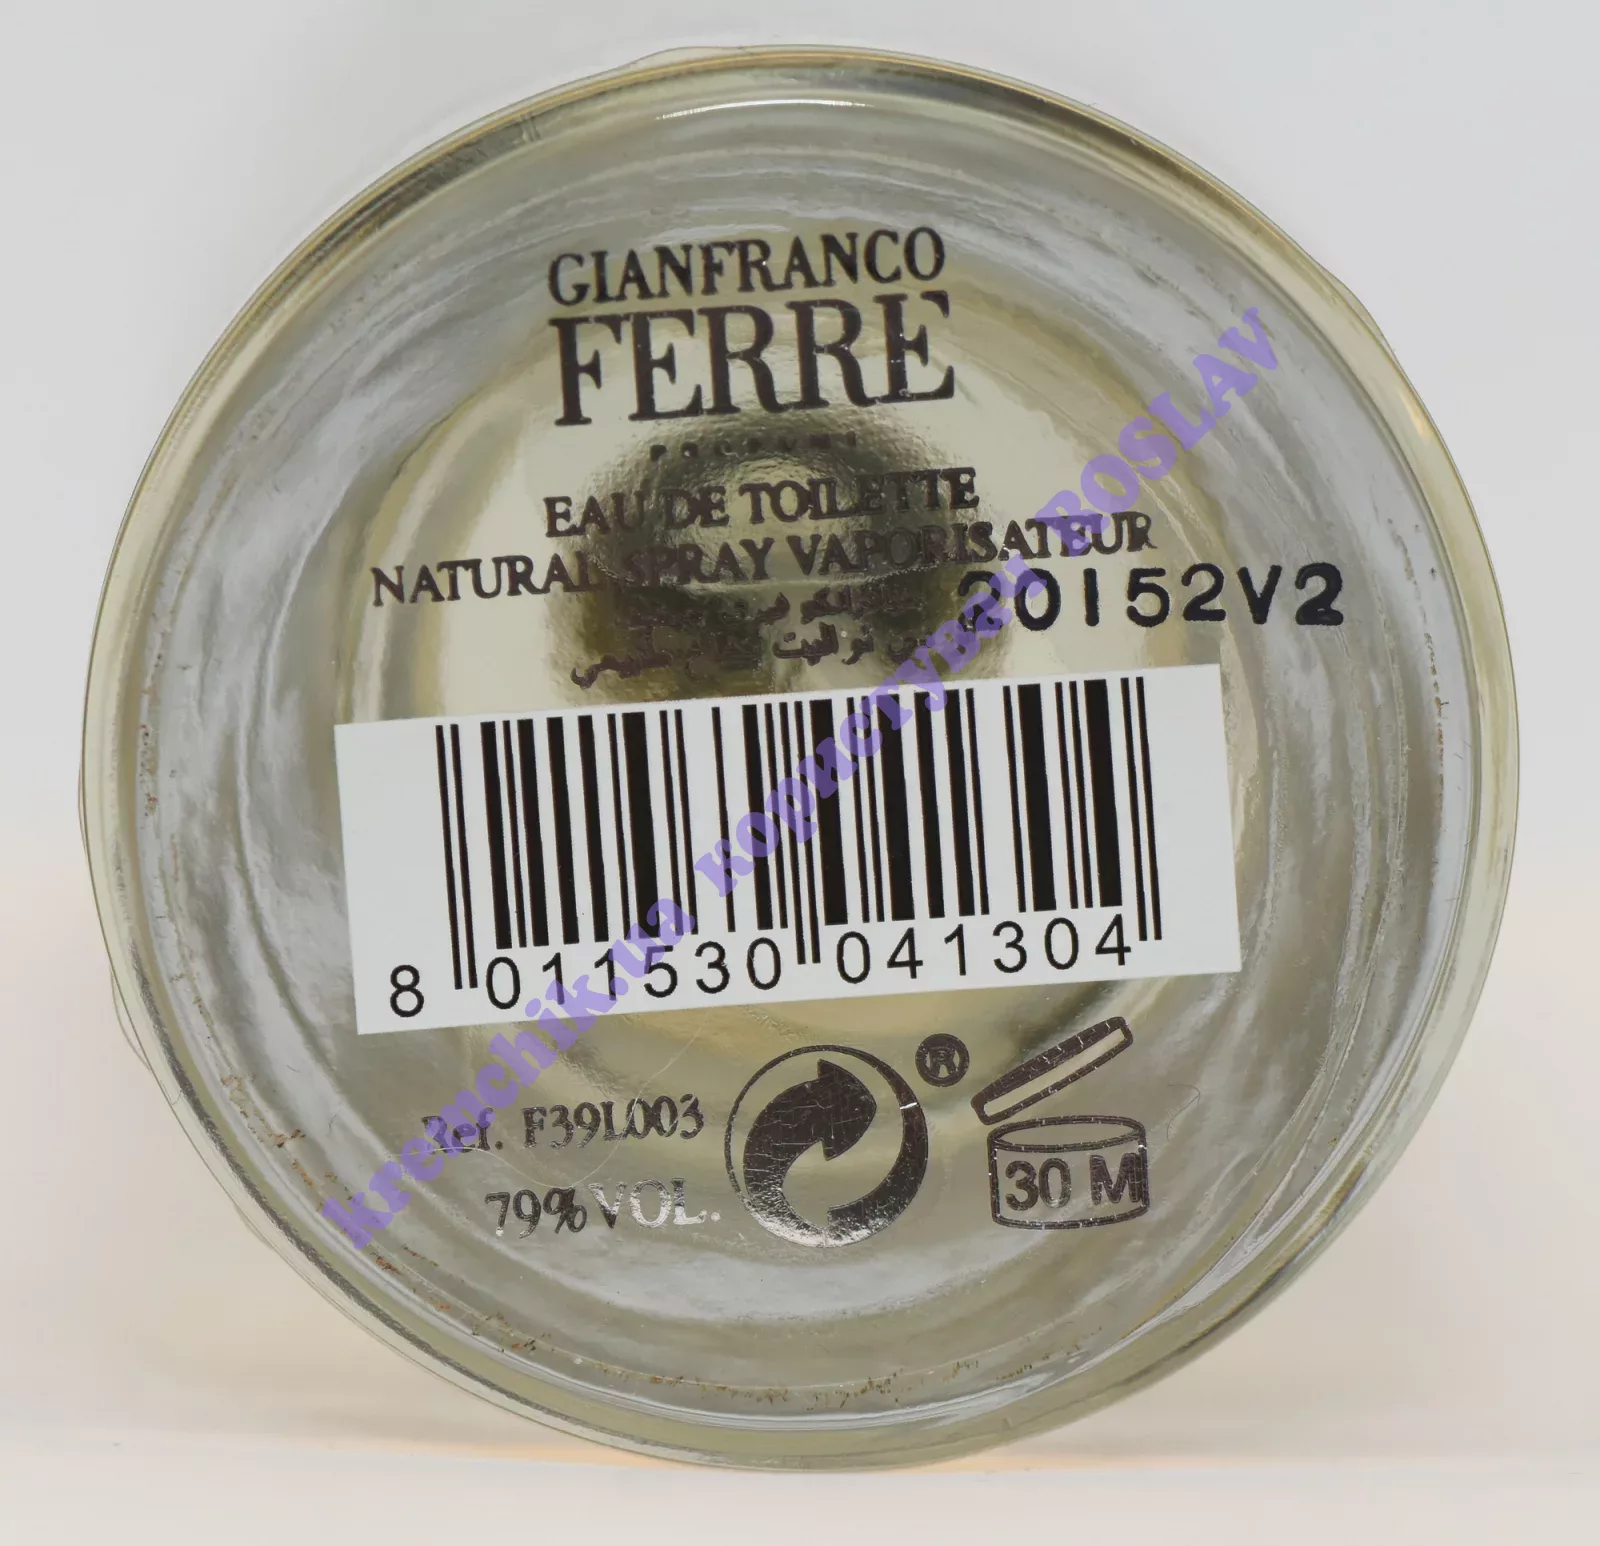 GIANFRANCO
FERRE
PROFUMI
EAU DE TOILETTE
NATURAL SPRAY VAPORISATEUR
20152V2
8 011530 041304
®
Ref. F39L003
79% VOL.
30 M
krenchik.ua користувач ROSLAV